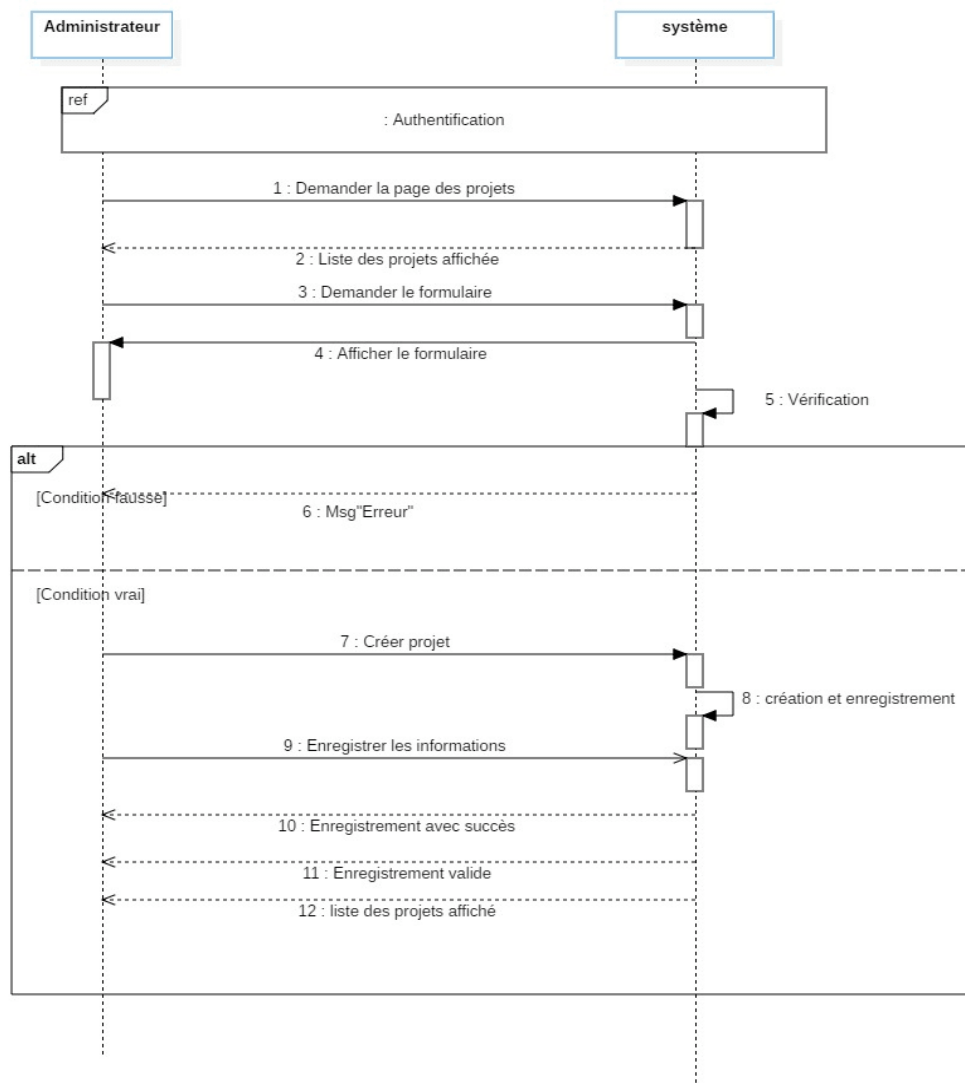 Administrateur
système
ref
: Authentification
1 : Demander la page des projets
2 : Liste des projets affichée
3 : Demander le formulaire
4 : Afficher le formulaire
5 : Vérification
alt
[Condition fausse]
6 : Msg"Erreur"
[Condition vrai]
7 : Créer projet
8 : création et enregistrement
9 : Enregistrer les informations
10 : Enregistrement avec succès
11 : Enregistrement valide
12 : liste des projets affiché